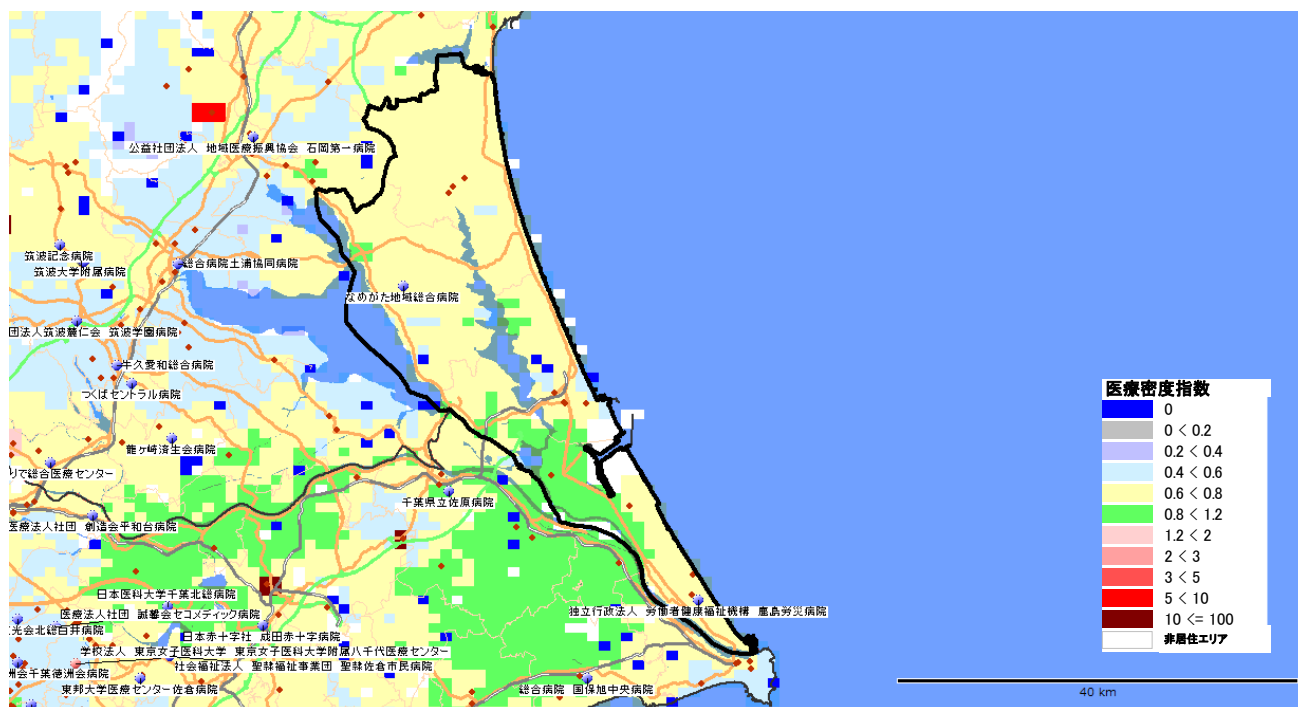 公益社団法人 地域医療振興協会 石岡第一病院
筑波記念病院
筑波大学附属病院
総合病院土浦協同病院
なめがた地域総合病院
団法人筑波麓仁会 筑波学園病院
牛久愛和総合病院
つくばセントラル病院
龍ヶ崎済生会病院
りで総合医療センター
千葉県立佐原病院
医療法人社団 創造会平和台病院
日本医科大学千葉北総病院
医療法人社団 誠馨会セコメディック病院
独立行政法人 労働者健康福祉機構 鹿島労災病院
光会北総白井病院
日本赤十字社 成田赤十字病院
学校法人 東京女子医科大学 東京女子医科大学附属八千代医療センター
社会福祉法人 聖隷福祉事業団 聖隷佐倉市民病院
洲会千葉徳洲会病院
東邦大学医療センター佐倉病院
総合病院 国保旭中央病院
医療密度指数
0
0 < 0.2
0.2 < 0.4
0.4 < 0.6
0.6 < 0.8
0.8 < 1.2
1.2 < 2
2 < 3
3 < 5
5 < 10
10 <= 100
非居住エリア
40 km